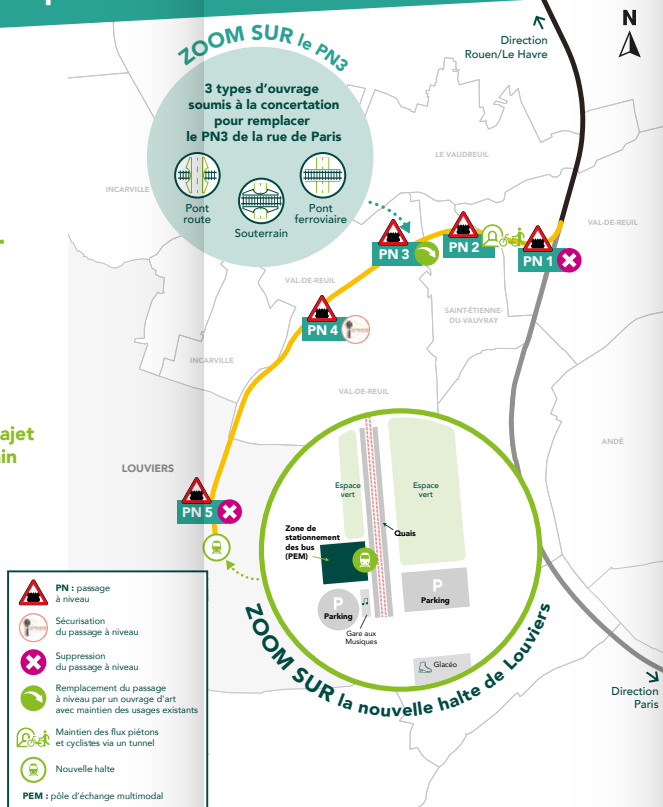 ZOOM SUR le PN3
3 types d'ouvrage
soumis à la concertation
pour remplacer
le PN3 de la rue de Paris
Pont
route
Souterrain
Pont
ferroviaire
N
Direction
Rouen/Le Havre
LE VAUDREUIL
INCARVILLE
VAL-DE-REUIL
PN 3
PN 2
PN 1
VAL-DE-REUIL
PN 4
SAINT-ÉTIENNE-
DU-VAUVRAY
INCARVILLE
VAL-DE-REUIL
ajet
in
ANDÉ
LOUVIERS
PN 5
Espace
vert
Espace
vert
Zone de
stationnement
des bus
(PEM)
Quais
P
Parking
P
Parking
Gare aux
Musiques
Glacéo
ZOOM SUR la nouvelle halte de Louviers
Direction
Paris
PN : passage
à niveau
Sécurisation
du passage à niveau
Suppression
du passage à niveau
Remplacement du passage
à niveau par un ouvrage d'art
avec maintien des usages existants
Maintien des flux piétons
et cyclistes via un tunnel
Nouvelle halte
PEM : pôle d'échange multimodal